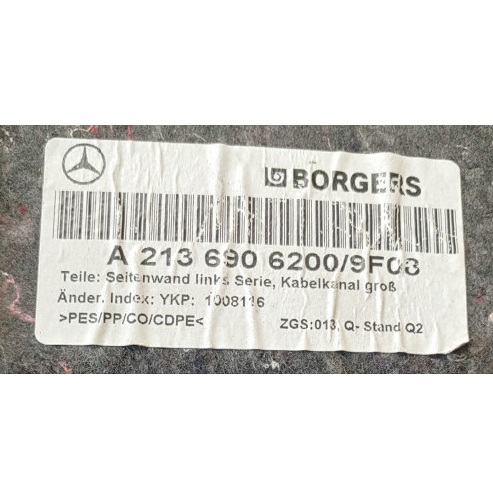 BORGERS
A 213 690 6200/9F08
Teile: Seitenwand links Serie, Kabelkanal groß
Änder. Index: YKP: 1008116
>PES/PP/CO/CDPE<
ZGS:013, Q- Stand Q2